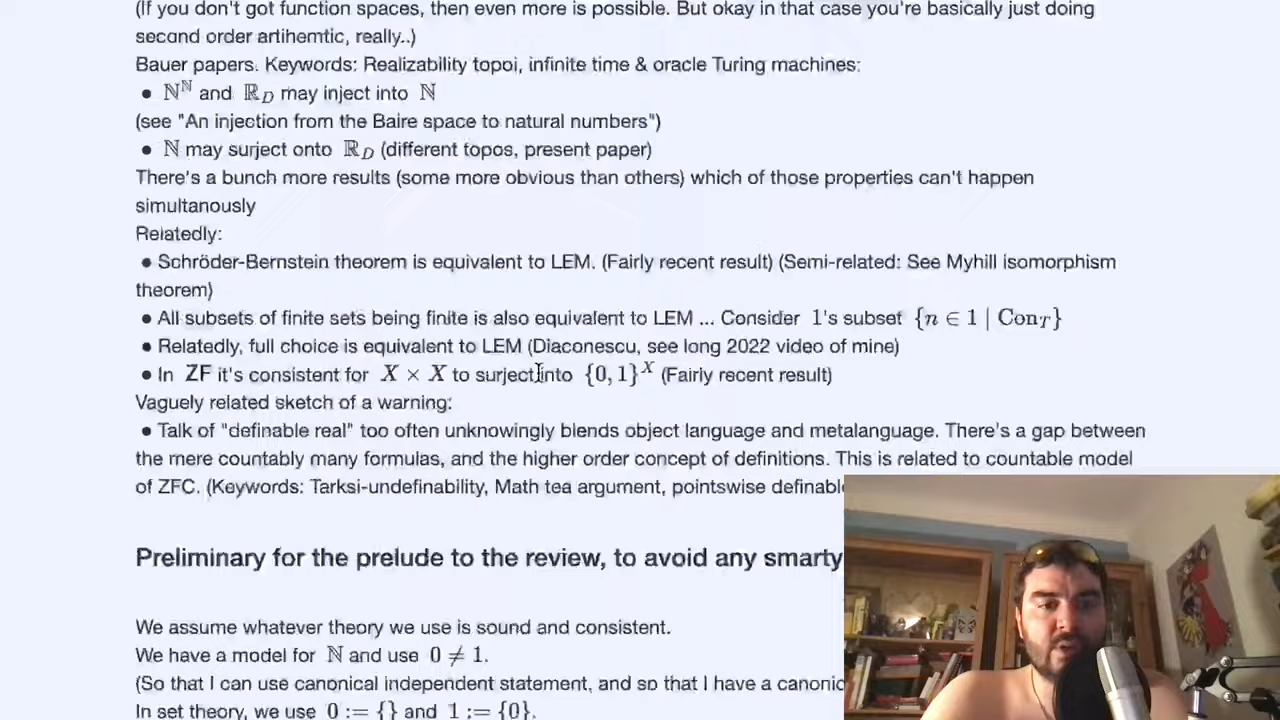 (If you don't got function spaces, then even more is possible. But okay in that case you're basically just doing
second order artihemtic, really..)
Bauer papers. Keywords: Realizability topoi, infinite time & oracle Turing machines:
• ℕ^ℕ and ℝ_D may inject into ℕ
(see "An injection from the Baire space to natural numbers")
• ℕ may surject onto ℝ_D (different topos, present paper)
There's a bunch more results (some more obvious than others) which of those properties can't happen
simultanously
Relatedly:
• Schröder-Bernstein theorem is equivalent to LEM. (Fairly recent result) (Semi-related: See Myhill isomorphism
theorem)
• All subsets of finite sets being finite is also equivalent to LEM ... Consider 1's subset {n ∈ 1 | Con_T}
• Relatedly, full choice is equivalent to LEM (Diaconescu, see long 2022 video of mine)
• In ZF it's consistent for X × X to surject into {0, 1}^X (Fairly recent result)
Vaguely related sketch of a warning:
• Talk of "definable real" too often unknowingly blends object language and metalanguage. There's a gap between
the mere countably many formulas, and the higher order concept of definitions. This is related to countable model
of ZFC. (Keywords: Tarksi-undefinability, Math tea argument, pointwise
Preliminary for the prelude to the review, to avoid any smarty
We assume whatever theory we use is sound and consistent.
We have a model for ℕ and use 0 ≠ 1.
(So that I can use canonical independent statement, and so that I have a
In set theory, we use 0 := {} and 1 := {0}.